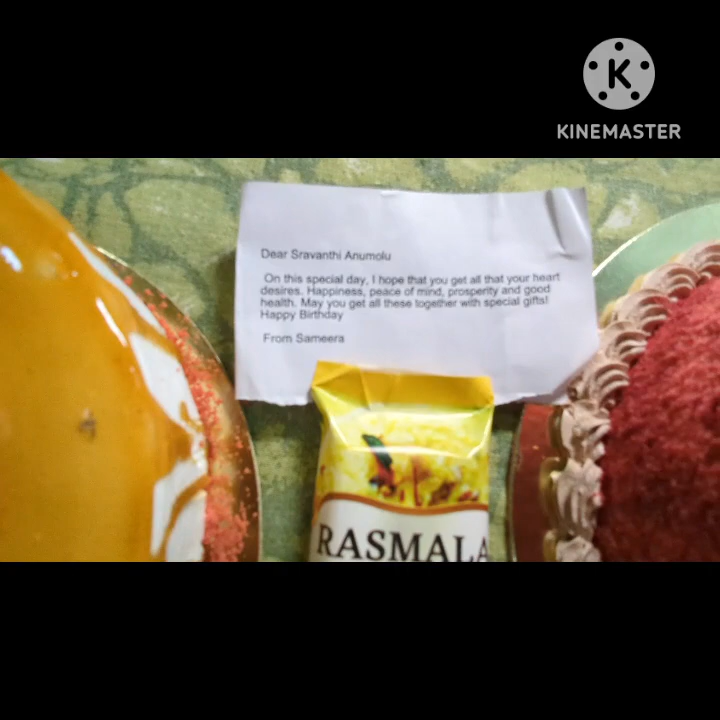 K
KINEMASTER
Dear Sravanthi Anumolu
On this special day, I hope that you get all that your heart
desires. Happiness, peace of mind, prosperity and good
health. May you get all these together with special gifts!
Happy Birthday
From Sameera
RASMALA